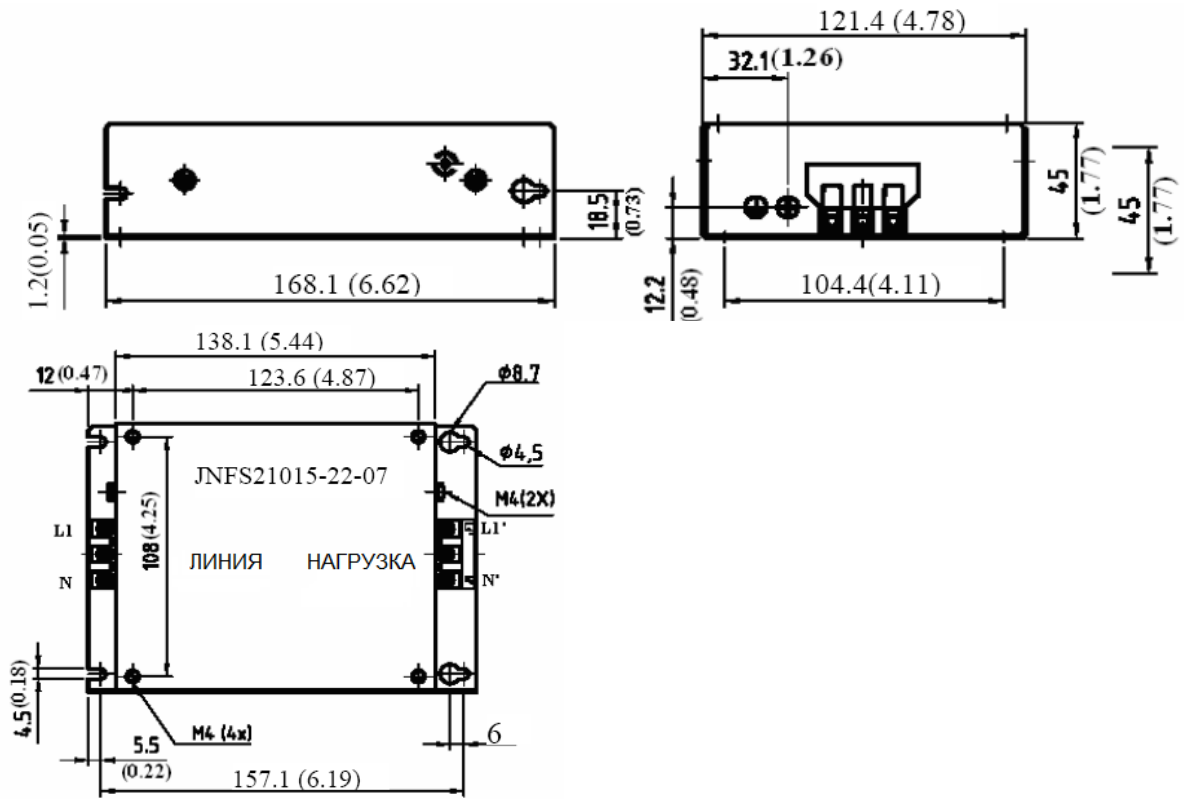 121.4 (4.78)
32.1(1.26)
18.5
(0.73)
45
(1.77)
45
(1.77)
1.2(0.05)
168.1 (6.62)
12.2
(0.48)
104.4(4.11)
138.1 (5.44)
12(0.47)
123.6 (4.87)
ϕ8.7
ϕ4,5
JNFS21015-22-07
M4(2X)
L1
L1'
108(4.25)
ЛИНИЯ НАГРУЗКА
N
N'
4.5(0.18)
M4 (4x)
6
5.5
(0.22)
157.1 (6.19)